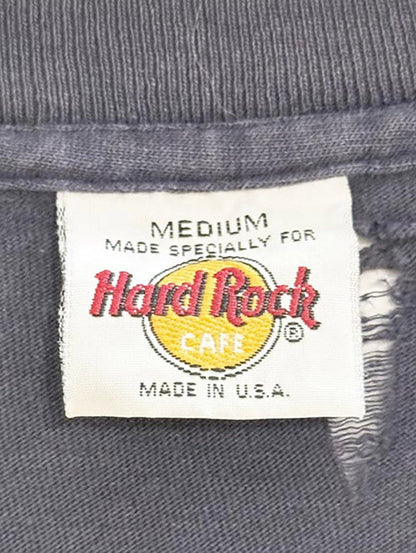 MEDIUM
MADE SPECIALLY FOR
Hard Rock
CAFE ®
MADE IN U.S.A.